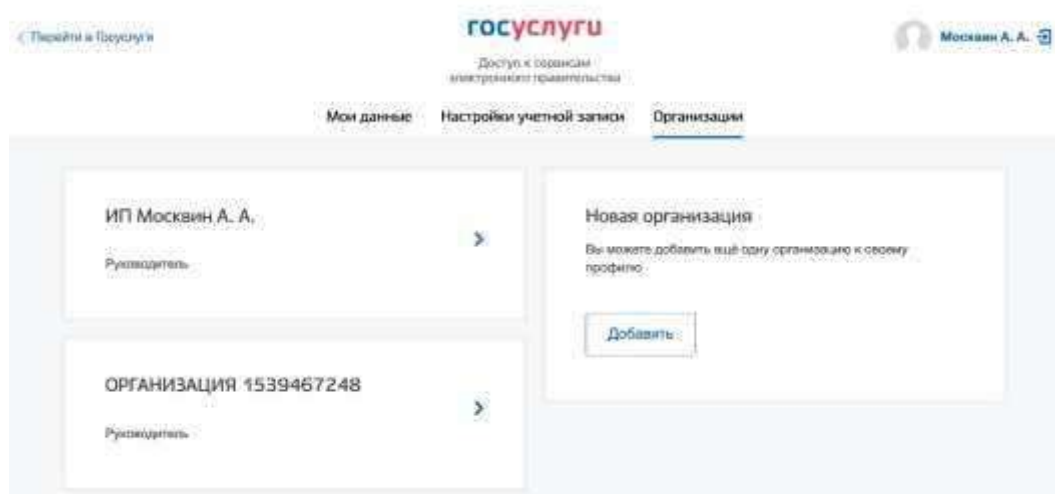 Перейти в Госуслуги
госуслуги
Москвин А. А.
Доступ к сервисам
электронного правительства
Мои данные
Настройки учетной записи
Организации
ИП Москвин А. А.
Руководитель
Новая организация
Вы можете добавить ещё одну организацию к своему
профилю
Добавить
ОРГАНИЗАЦИЯ 1539467248
Руководитель